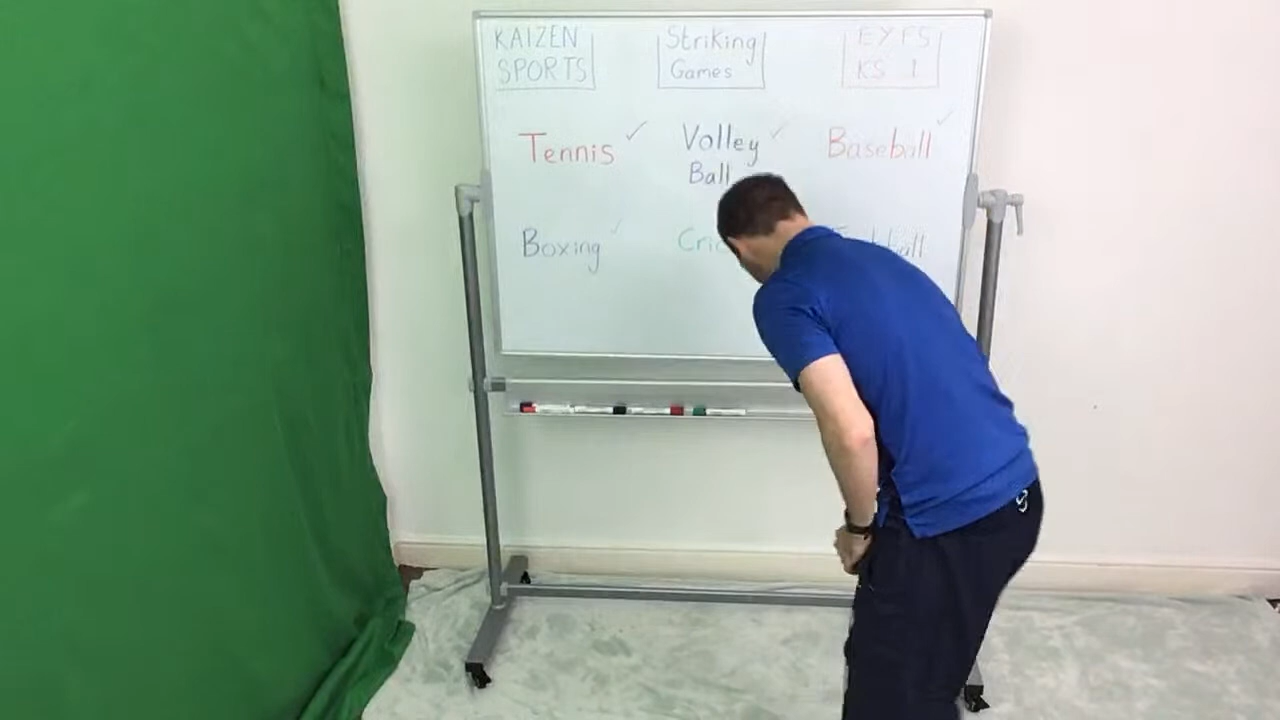 KAIZEN
SPORTS
Striking
Games
EYFS
KS 1
Tennis ✓
Volley ✓
Ball
Baseball ✓
Boxing ✓